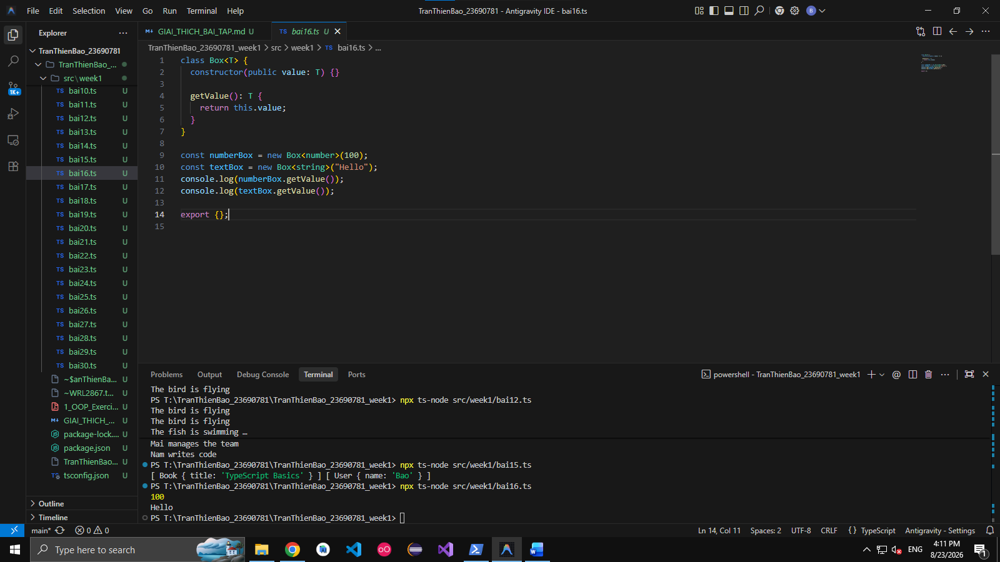 File Edit Selection View Go Run Terminal Help
TranThienBao_23690781 - Antigravity IDE - bai16.ts
B
Explorer
TranThienBao_23690781
TranThienBao_...
src\week1
bai10.ts U
bai11.ts U
bai12.ts U
bai13.ts U
bai14.ts U
bai15.ts U
bai16.ts U
bai17.ts U
bai18.ts U
bai19.ts U
bai20.ts U
bai21.ts U
bai22.ts U
bai23.ts U
bai24.ts U
bai25.ts U
bai26.ts U
bai27.ts U
bai28.ts U
bai29.ts U
bai30.ts U
~$anThienBa... U
~WRL2867.t... U
1_OOP_Exerci... U
GIAI_THICH_... U
package-lock.... U
package.json U
TranThienBao... U
tsconfig.json U
Outline
Timeline
1K+
GIAI_THICH_BAI_TAP.md U
TS bai16.ts U
TranThienBao_23690781_week1 > src > week1 > TS bai16.ts > ...
1 class Box<T> {
2 constructor(public value: T) {}
3
4 getValue(): T {
5 return this.value;
6 }
7 }
8
9 const numberBox = new Box<number>(100);
10 const textBox = new Box<string>("Hello");
11 console.log(numberBox.getValue());
12 console.log(textBox.getValue());
13
14 export {};
15
Problems Output Debug Console Terminal Ports
powershell - TranThienBao_23690781_week1
The bird is flying
PS T:\TranThienBao_23690781\TranThienBao_23690781_week1> npx ts-node src/week1/bai12.ts
The bird is flying
The bird is flying
The fish is swimming …
Mai manages the team
Nam writes code
PS T:\TranThienBao_23690781\TranThienBao_23690781_week1> npx ts-node src/week1/bai15.ts
[ Book { title: 'TypeScript Basics' } ] [ User { name: 'Bao' } ]
PS T:\TranThienBao_23690781\TranThienBao_23690781_week1> npx ts-node src/week1/bai16.ts
100
Hello
PS T:\TranThienBao_23690781\TranThienBao_23690781_week1>
main* 0 0
Ln 14, Col 11 Spaces: 2 UTF-8 CRLF {} TypeScript Antigravity - Settings
Type here to search
ENG
4:11 PM
8/23/2026
1